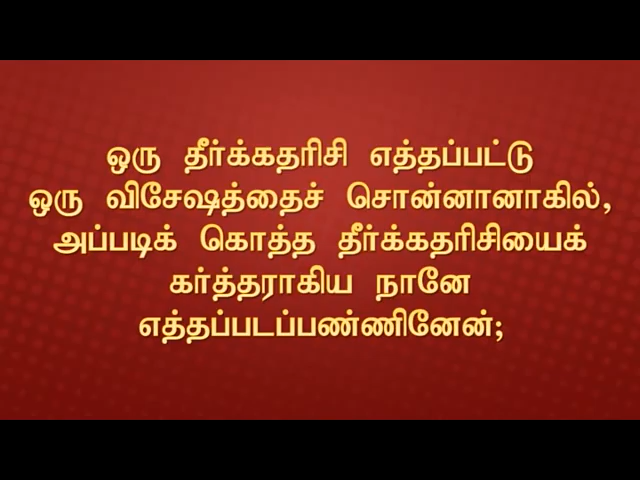 ஒரு தீர்க்கதரிசி எத்தப்பட்டு
ஒரு விசேஷத்தைச் சொன்னானாகில்,
அப்படிக் கொத்த தீர்க்கதரிசியைக்
கர்த்தராகிய நானே
எத்தப்படப்பண்ணினேன்;